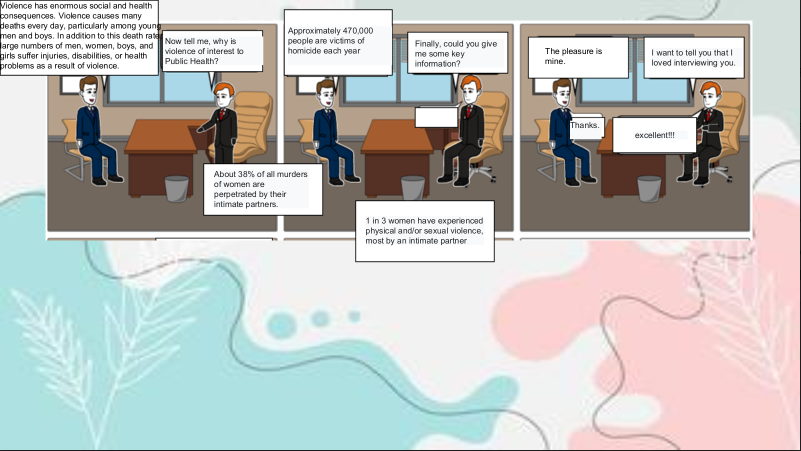 Violence has enormous social and health
consequences. Violence causes many
deaths every day, particularly among young
men and boys. In addition to this death rate,
large numbers of men, women, boys, and
girls suffer injuries, disabilities, or health
problems as a result of violence.
Now tell me, why is
violence of interest to
Public Health?
About 38% of all murders
of women are
perpetrated by their
intimate partners.
Approximately 470,000
people are victims of
homicide each year
Finally, could you give
me some key
information?
1 in 3 women have experienced
physical and/or sexual violence,
most by an intimate partner
The pleasure is
mine.
I want to tell you that I
loved interviewing you.
Thanks.
excellent!!!